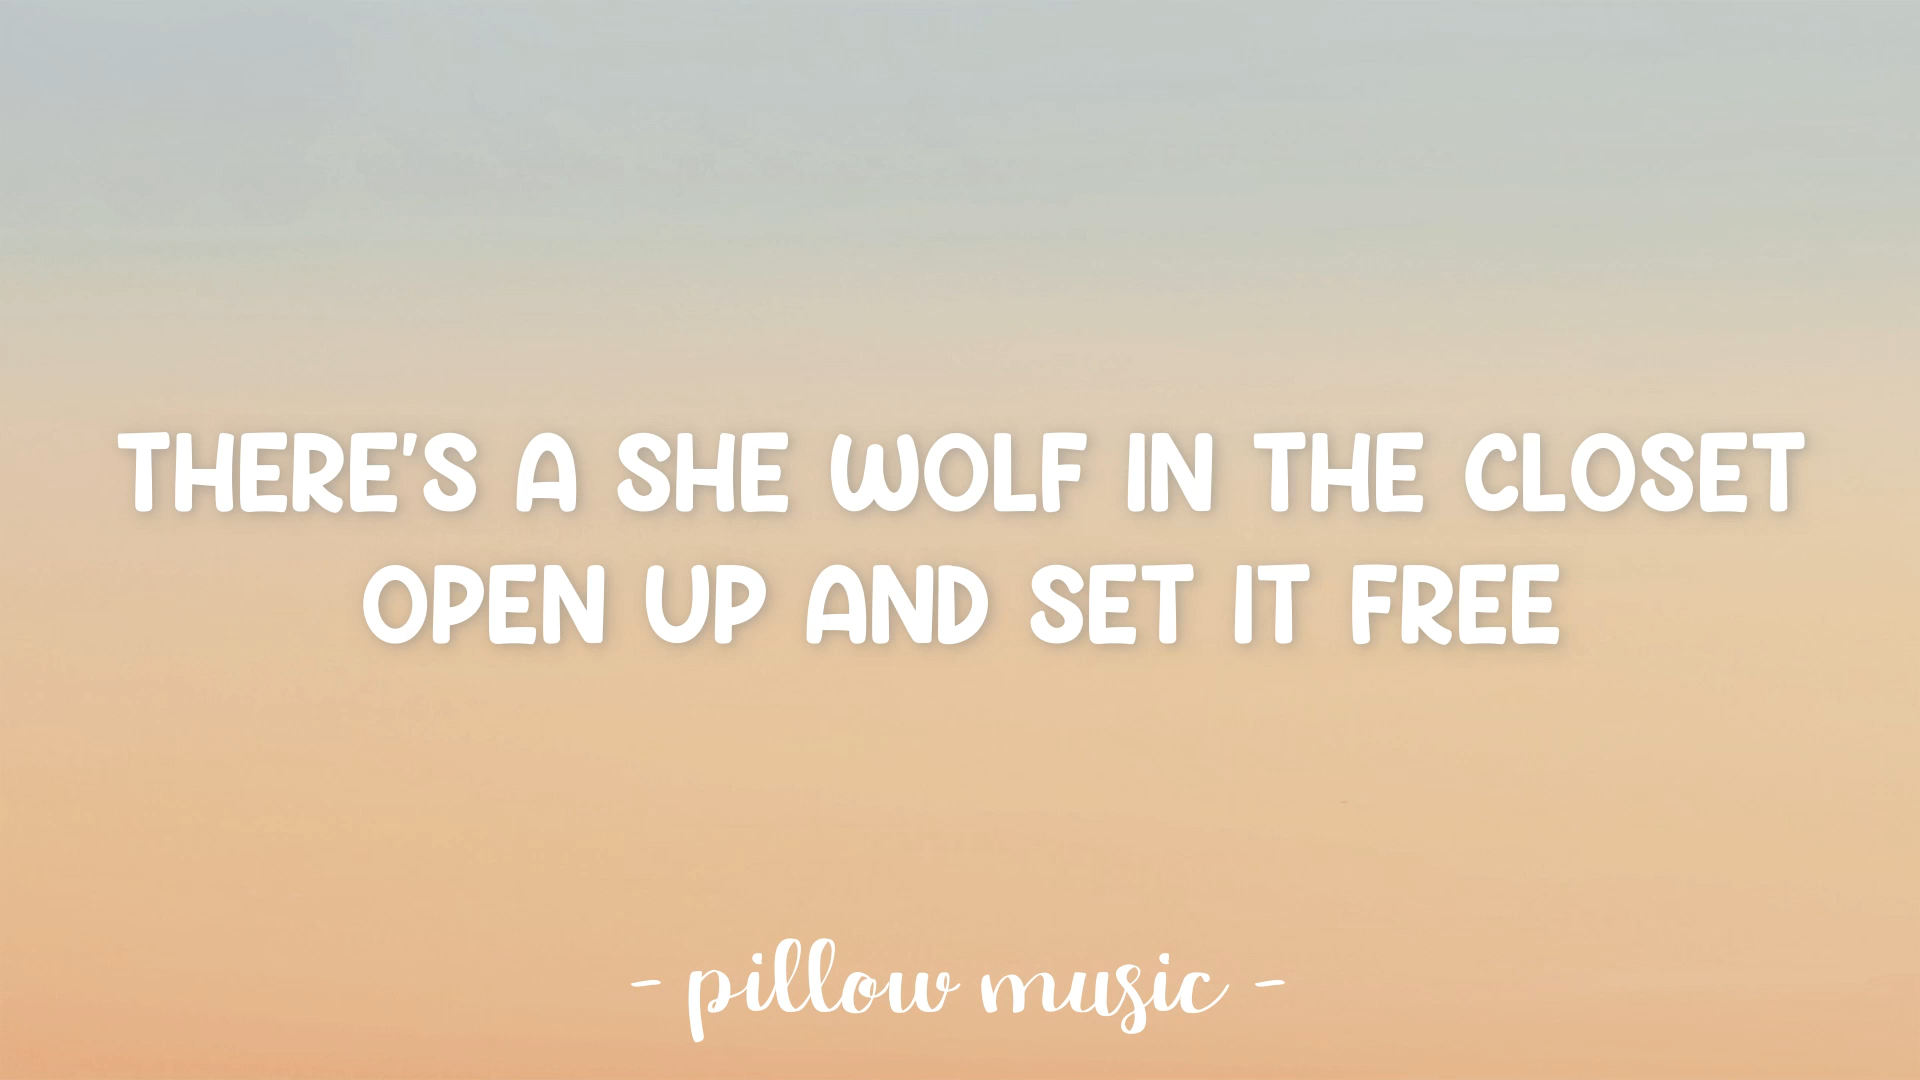 THERE'S A SHE WOLF IN THE CLOSET
OPEN UP AND SET IT FREE
- pillow music -